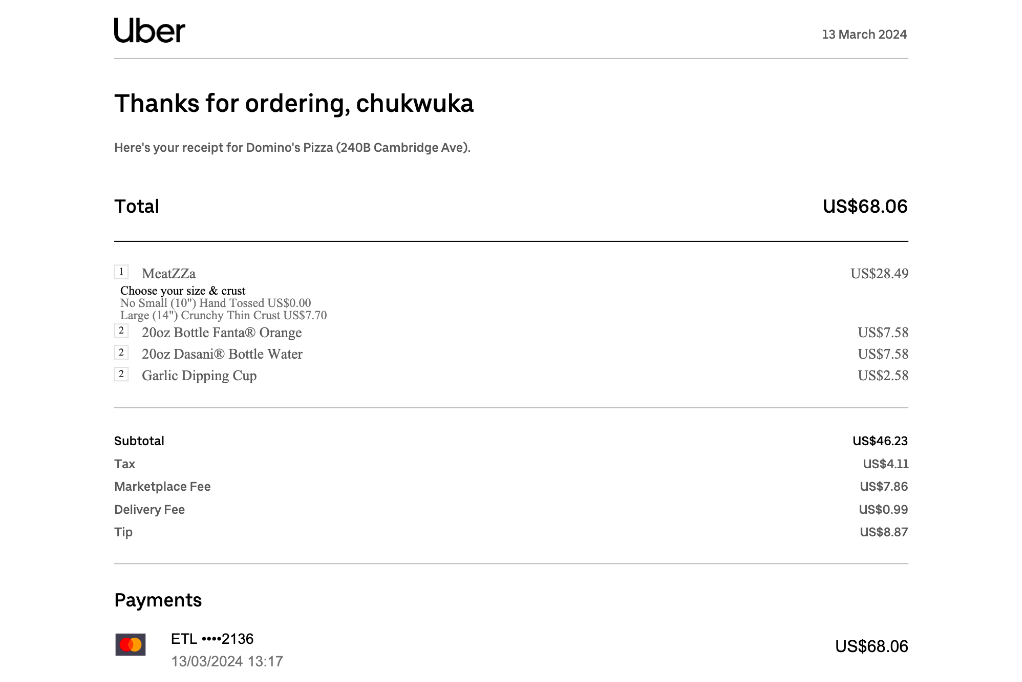 Uber
13 March 2024
Thanks for ordering, chukwuka
Here's your receipt for Domino's Pizza (240B Cambridge Ave).
Total US$68.06
1 MeatZZa US$28.49
Choose your size & crust
No Small (10") Hand Tossed US$0.00
Large (14") Crunchy Thin Crust US$7.70
2 20oz Bottle Fanta® Orange US$7.58
2 20oz Dasani® Bottle Water US$7.58
2 Garlic Dipping Cup US$2.58
Subtotal US$46.23
Tax US$4.11
Marketplace Fee US$7.86
Delivery Fee US$0.99
Tip US$8.87
Payments
ETL ••••2136 US$68.06
13/03/2024 13:17